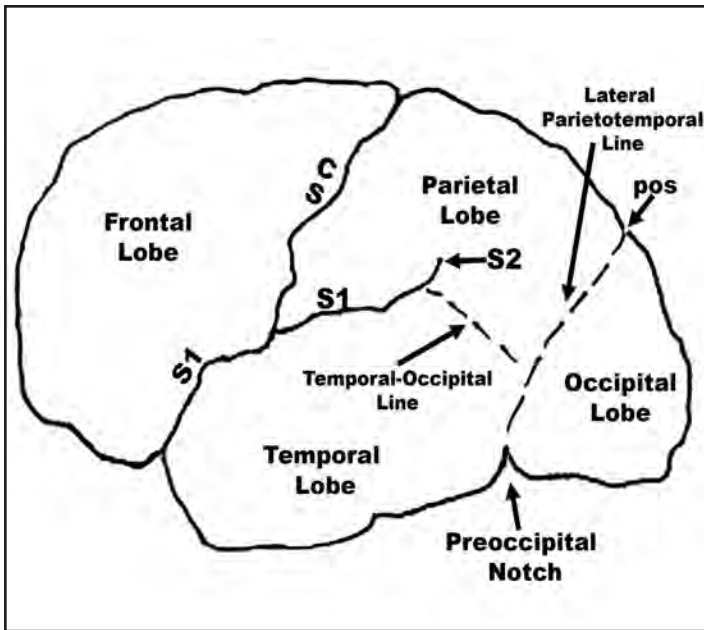 Lateral
Parietotemporal
Line
CS
Parietal
Lobe
pos
Frontal
Lobe
S2
S1
S1
Temporal-Occipital
Line
Occipital
Lobe
Temporal
Lobe
Preoccipital
Notch